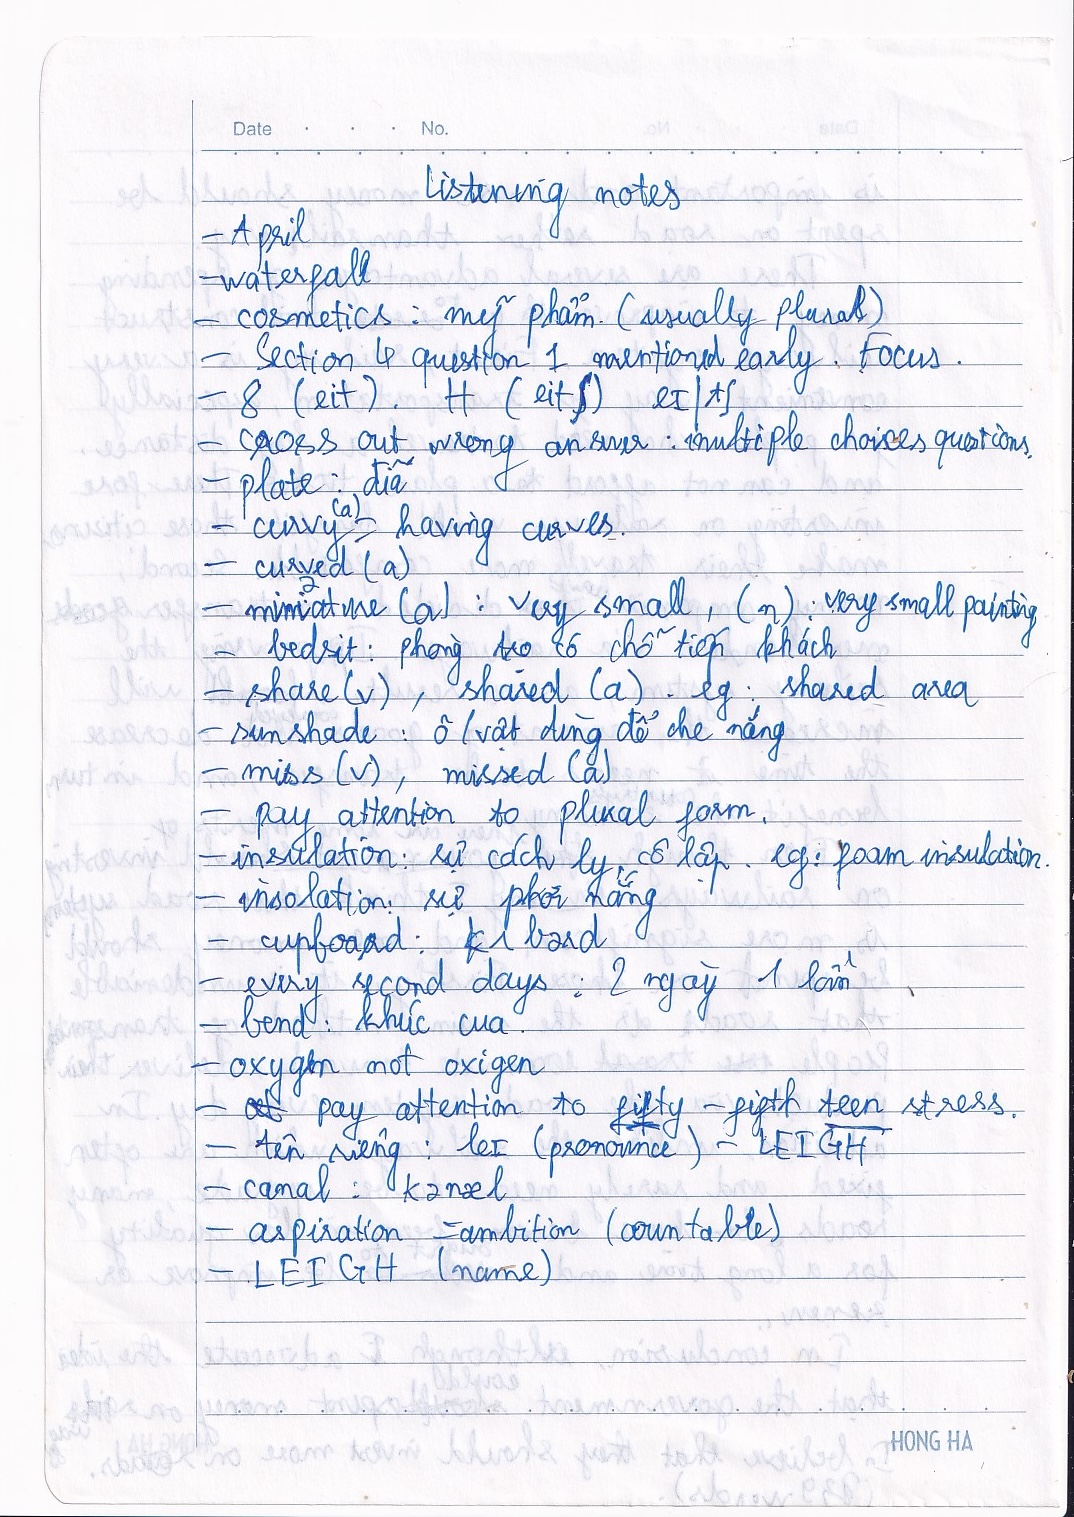 Date . . . No.
Listening notes
- April
- waterfall
- cosmetics : mỹ phẩm. (usually plural)
- Section 4 question 1 mentioned early. Focus.
- 8 (eit). H (eitʃ) eI|tʃ
- cross out wrong answer : multiple choices questions.
- plate : đĩa
- curvy (a) = having curves.
- curved (a)
- miniature (a) : very small, (n) : very small painting
- bedsit : phòng trọ có chỗ tiếp khách
- share (v), shared (a). eg : shared area
- sunshade : ô / vật dùng để che nắng
- miss (v), missed (a)
- pay attention to plural form.
- insulation : sự cách ly, cô lập. eg : foam insulation.
- insolation : sự phơi nắng
- cupboard :
- every second days : 2 ngày 1 lần
- bend : khúc cua.
- oxygen not oxigen
- pay attention to fifty - fifth teen stress.
- tên riêng : leI (pronounce) - LEIGH
- canal : kənæl
- aspiration = ambition (countable)
- LEIGH (name)
HONG HA